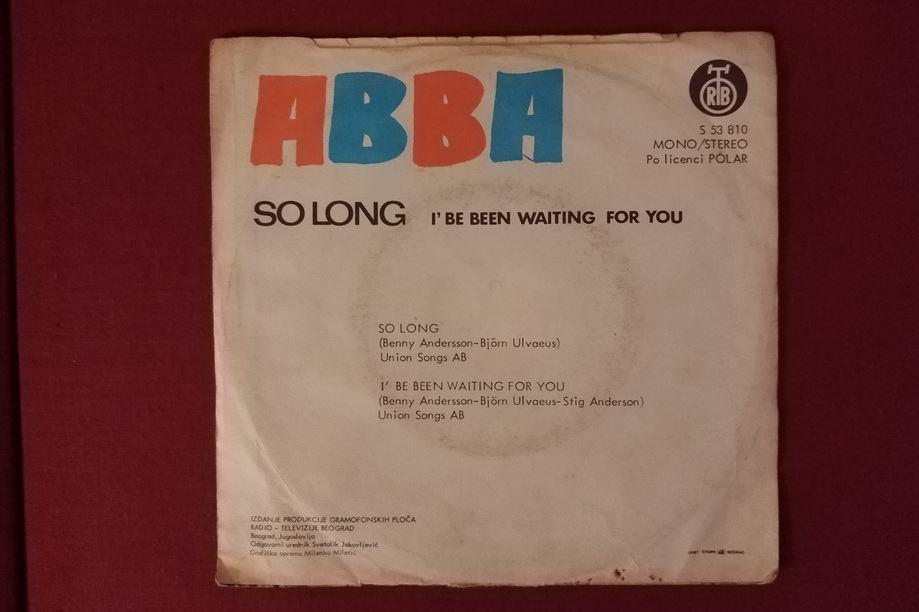 ABBA
RTB
S 53 810
MONO/STEREO
Po licenci POLAR
SO LONG I' BE BEEN WAITING FOR YOU
SO LONG
(Benny Andersson-Björn Ulvaeus)
Union Songs AB
I' BE BEEN WAITING FOR YOU
(Benny Andersson-Björn Ulvaeus-Stig Anderson)
Union Songs AB
IZDANJE PRODUKCIJE GRAMOFONSKIH PLOČA
RADIO – TELEVIZIJE BEOGRAD
Beograd, Jugoslavija
Odgovorni urednik Svetolik Jakovljević
Grafička oprema Milenko Miletić
BEOGRAD